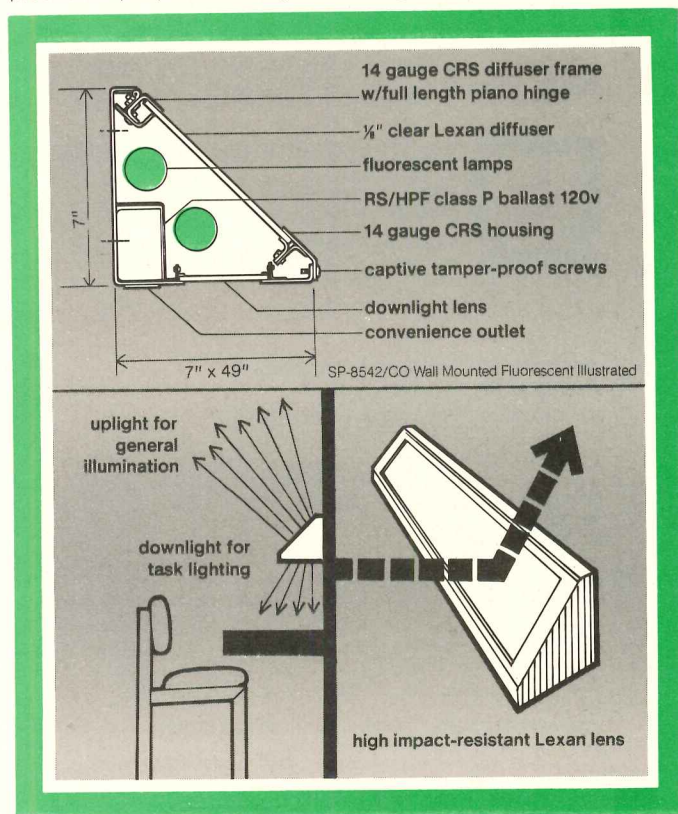 14 gauge CRS diffuser frame
w/full length piano hinge
⅛" clear Lexan diffuser
fluorescent lamps
RS/HPF class P ballast 120v
14 gauge CRS housing
captive tamper-proof screws
downlight lens
convenience outlet
7"
7" x 49"
SP-8542/CO Wall Mounted Fluorescent Illustrated
uplight for
general
illumination
downlight for
task lighting
high impact-resistant Lexan lens